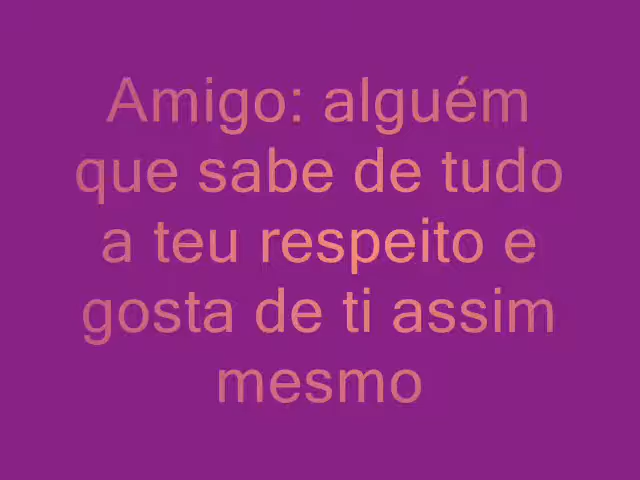 Amigo: alguém
que sabe de tudo
a teu respeito e
gosta de ti assim
mesmo